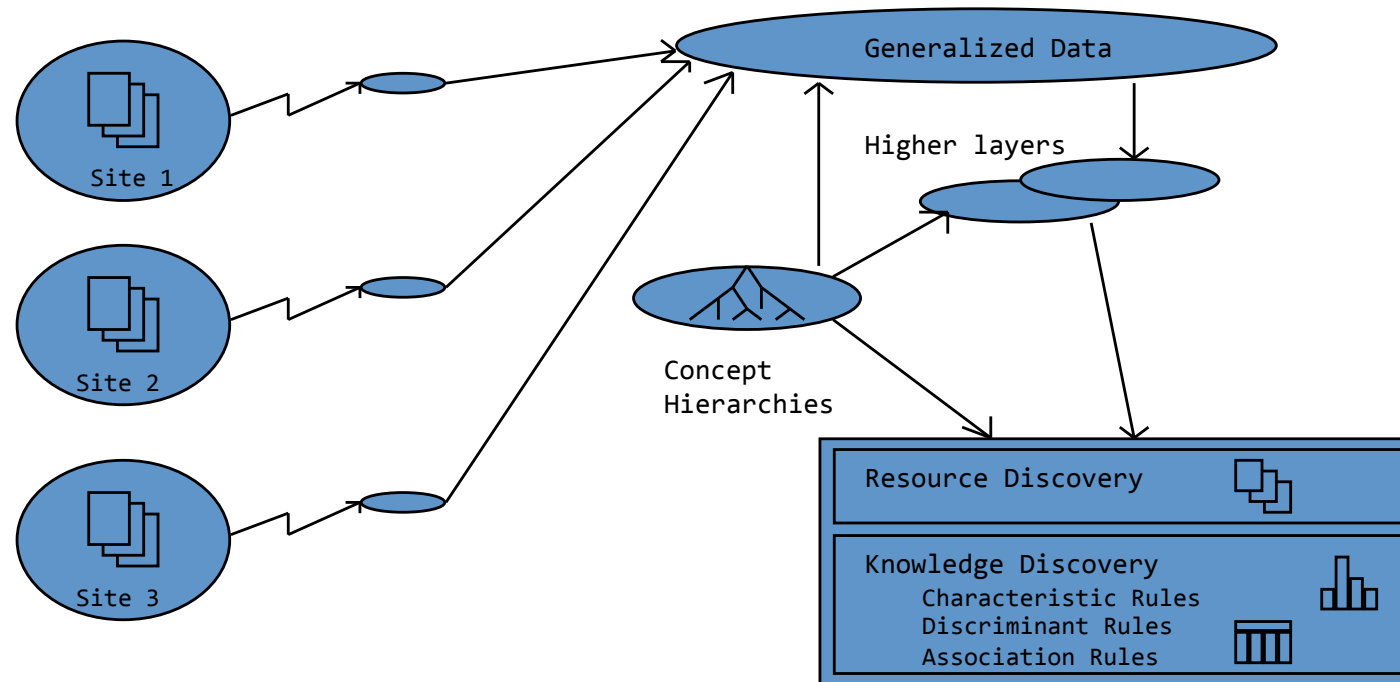 Generalized Data
Higher layers
Site 1
Site 2
Site 3
Concept
Hierarchies
Resource Discovery
Knowledge Discovery
Characteristic Rules
Discriminant Rules
Association Rules